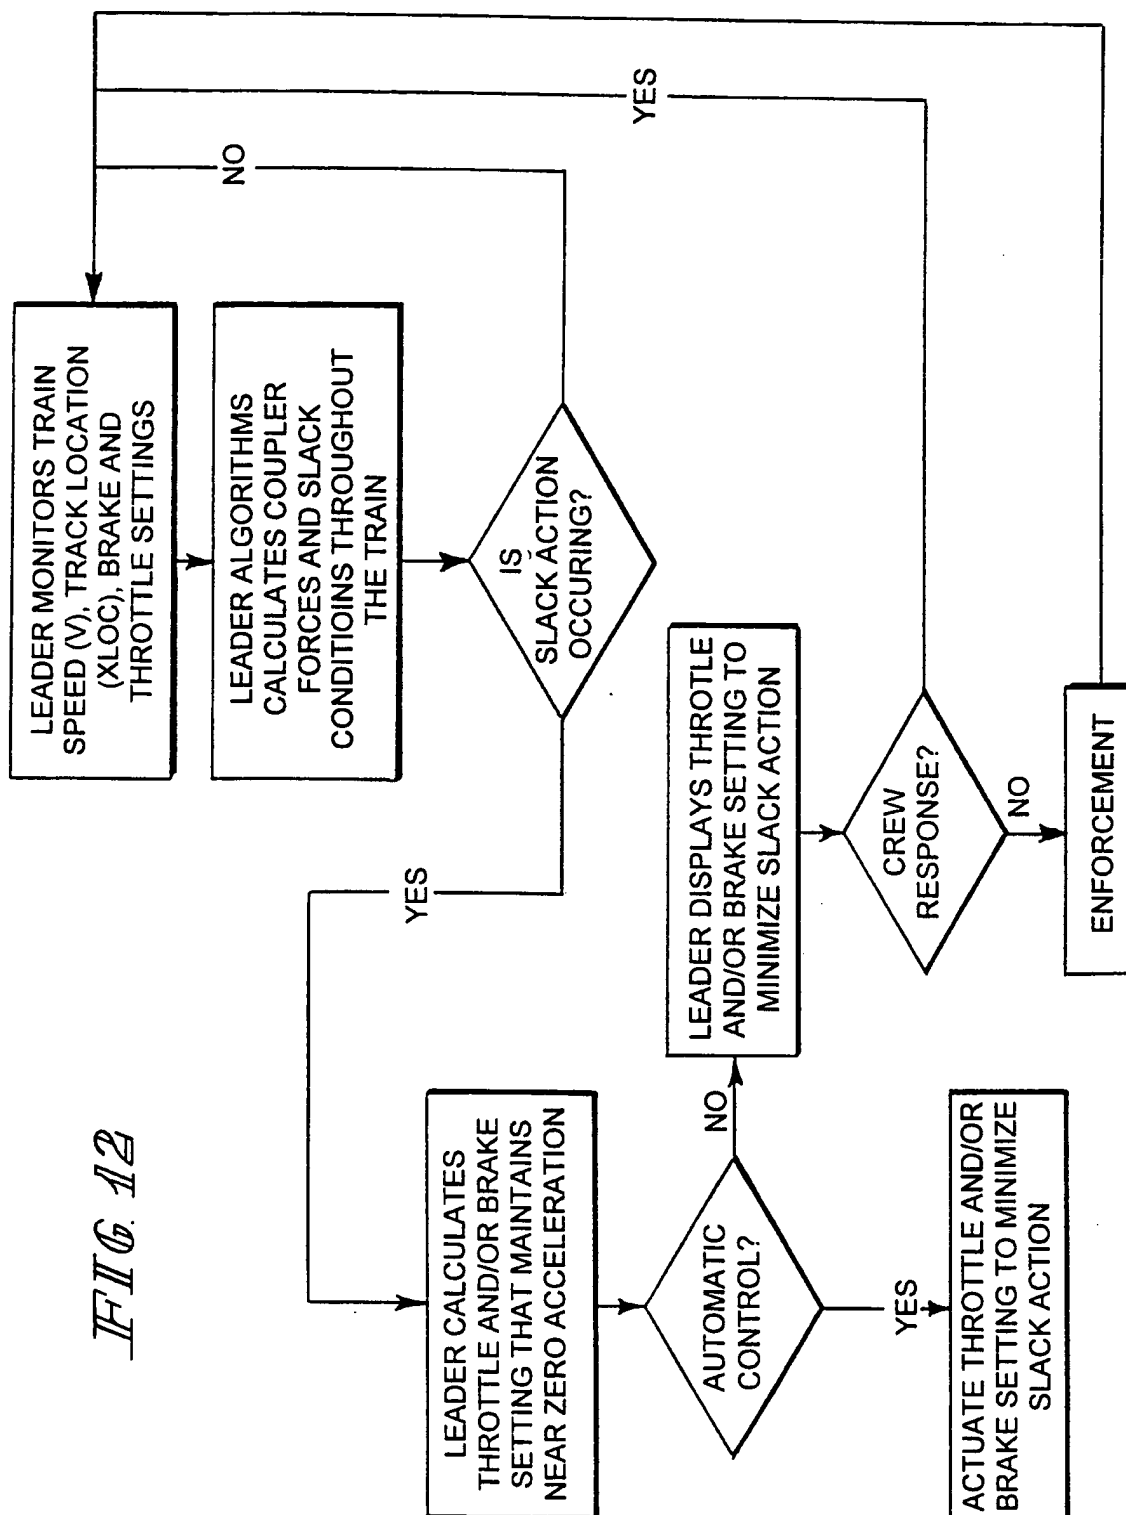 FIG. 12
LEADER MONITORS TRAIN
SPEED (V), TRACK LOCATION
(XLOC), BRAKE AND
THROTTLE SETTINGS
LEADER ALGORITHMS
CALCULATES COUPLER
FORCES AND SLACK
CONDITIOINS THROUGHOUT
THE TRAIN
IS
SLACK ACTION
OCCURING?
NO
YES
LEADER CALCULATES
THROTTLE AND/OR BRAKE
SETTING THAT MAINTAINS
NEAR ZERO ACCELERATION
AUTOMATIC
CONTROL?
NO
YES
LEADER DISPLAYS THROTLE
AND/OR BRAKE SETTING TO
MINIMIZE SLACK ACTION
CREW
RESPONSE?
YES
NO
ENFORCEMENT
ACTUATE THROTTLE AND/OR
BRAKE SETTING TO MINIMIZE
SLACK ACTION